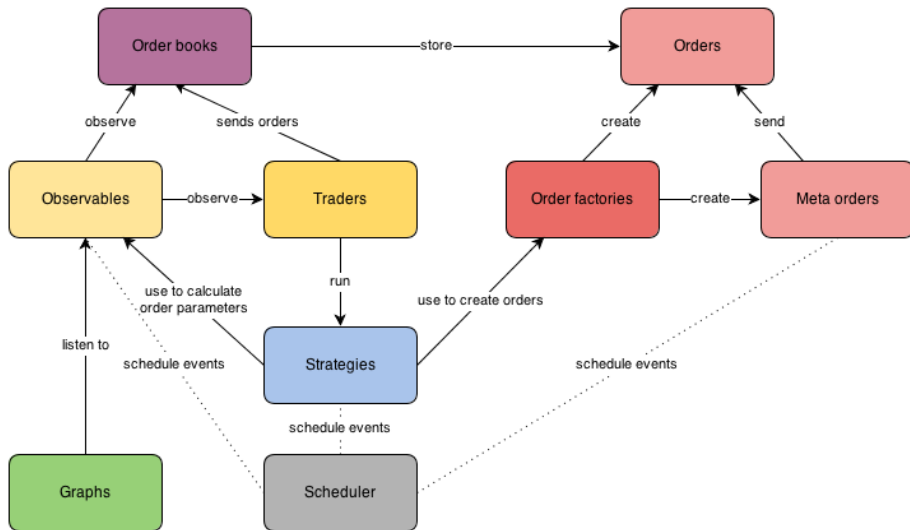 Order books
store
Orders
observe
sends orders
create
send
Observables
observe
Traders
Order factories
create
Meta orders
run
use to calculate
order parameters
use to create orders
listen to
schedule events
Strategies
schedule events
schedule events
Graphs
Scheduler